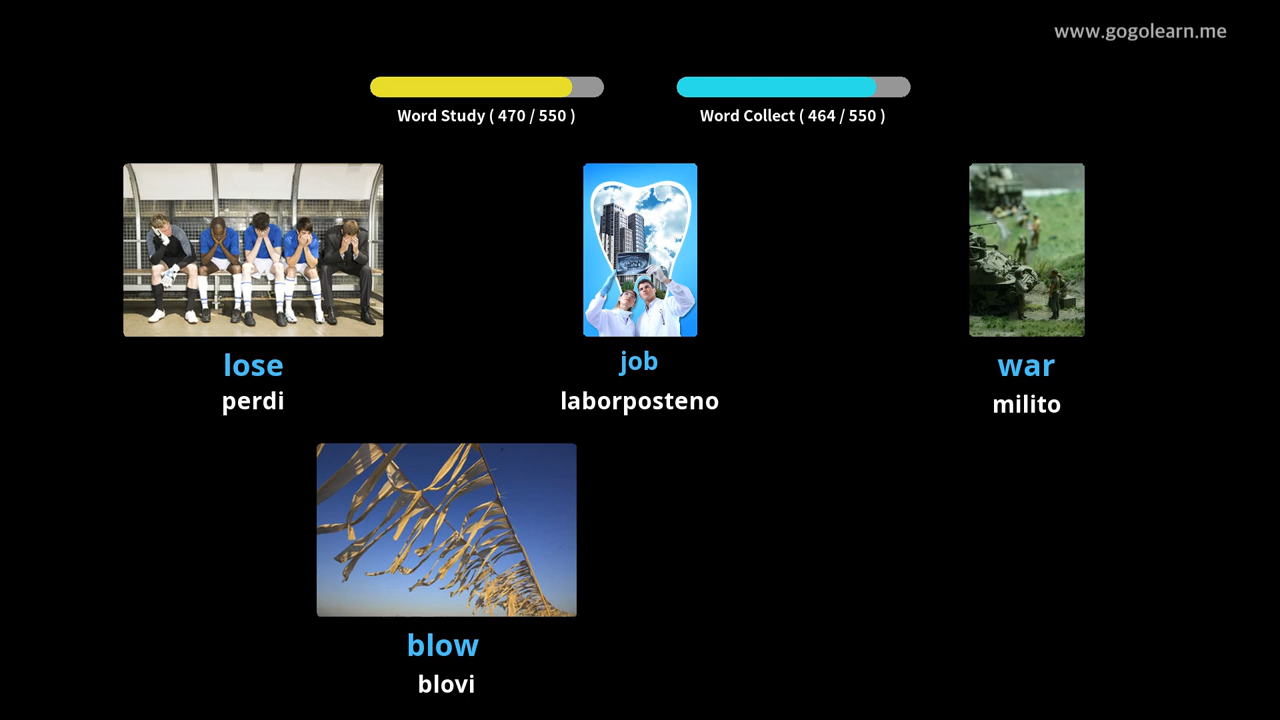 www.gogolearn.me
Word Study ( 470 / 550 )
Word Collect ( 464 / 550 )
lose
perdi
job
laborposteno
war
milito
blow
blovi